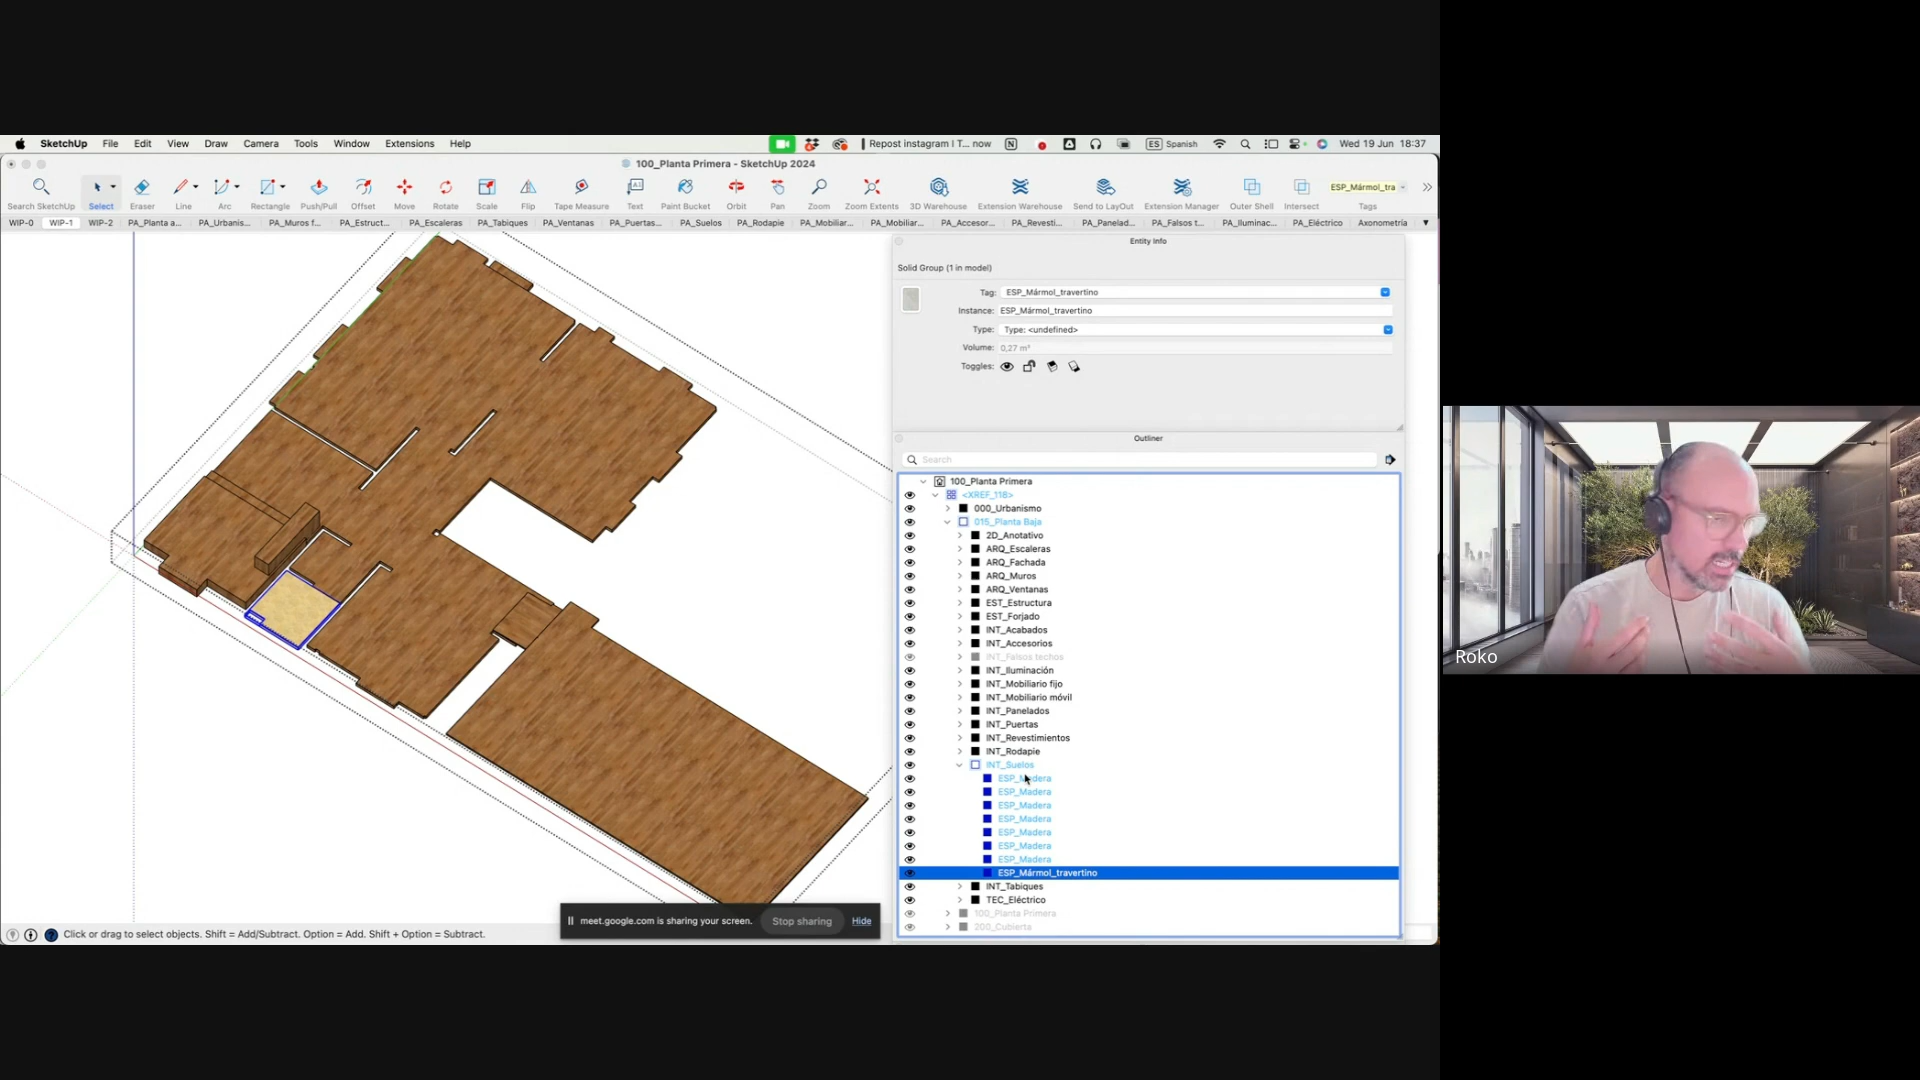 SketchUp File Edit View Draw Camera Tools Window Extensions Help Repost instagram I T... now ES Spanish Wed 19 Jun 18:37
100_Planta Primera - SketchUp 2024
ESP_Mármol_tra
Search SketchUp Select Eraser Line Arc Rectangle Push/Pull Offset Move Rotate Scale Flip Tape Measure Text Paint Bucket Orbit Pan Zoom Zoom Extents 3D Warehouse Extension Warehouse Send to LayOut Extension Manager Outer Shell Intersect Tags
WIP-0 WIP-1 WIP-2 PA_Planta a... PA_Urbanis... PA_Muros f... PA_Estruct... PA_Escaleras PA_Tabiques PA_Ventanas PA_Puertas... PA_Suelos PA_Rodapie PA_Mobiliar... PA_Mobiliar... PA_Accesor... PA_Revesti... PA_Panelad... PA_Falsos t... PA_Iluminac... PA_Eléctrico Axonometría
Entity Info
Solid Group (1 in model)
Tag: ESP_Mármol_travertino
Instance: ESP_Mármol_travertino
Type: Type: <undefined>
Volume: 0,27 m³
Toggles:
Outliner
Search
100_Planta Primera
<XREF_118>
000_Urbanismo
015_Planta Baja
2D_Anotativo
ARQ_Escaleras
ARQ_Fachada
ARQ_Muros
ARQ_Ventanas
EST_Estructura
EST_Forjado
INT_Acabados
INT_Accesorios
INT_Falsos techos
INT_Iluminación
INT_Mobiliario fijo
INT_Mobiliario móvil
INT_Panelados
INT_Puertas
INT_Revestimientos
INT_Rodapie
INT_Suelos
ESP_Madera
ESP_Madera
ESP_Madera
ESP_Madera
ESP_Madera
ESP_Madera
ESP_Madera
ESP_Mármol_travertino
INT_Tabiques
TEC_Eléctrico
100_Planta Primera
200_Cubierta
meet.google.com is sharing your screen. Stop sharing Hide
Click or drag to select objects. Shift = Add/Subtract. Option = Add. Shift + Option = Subtract.
Roko